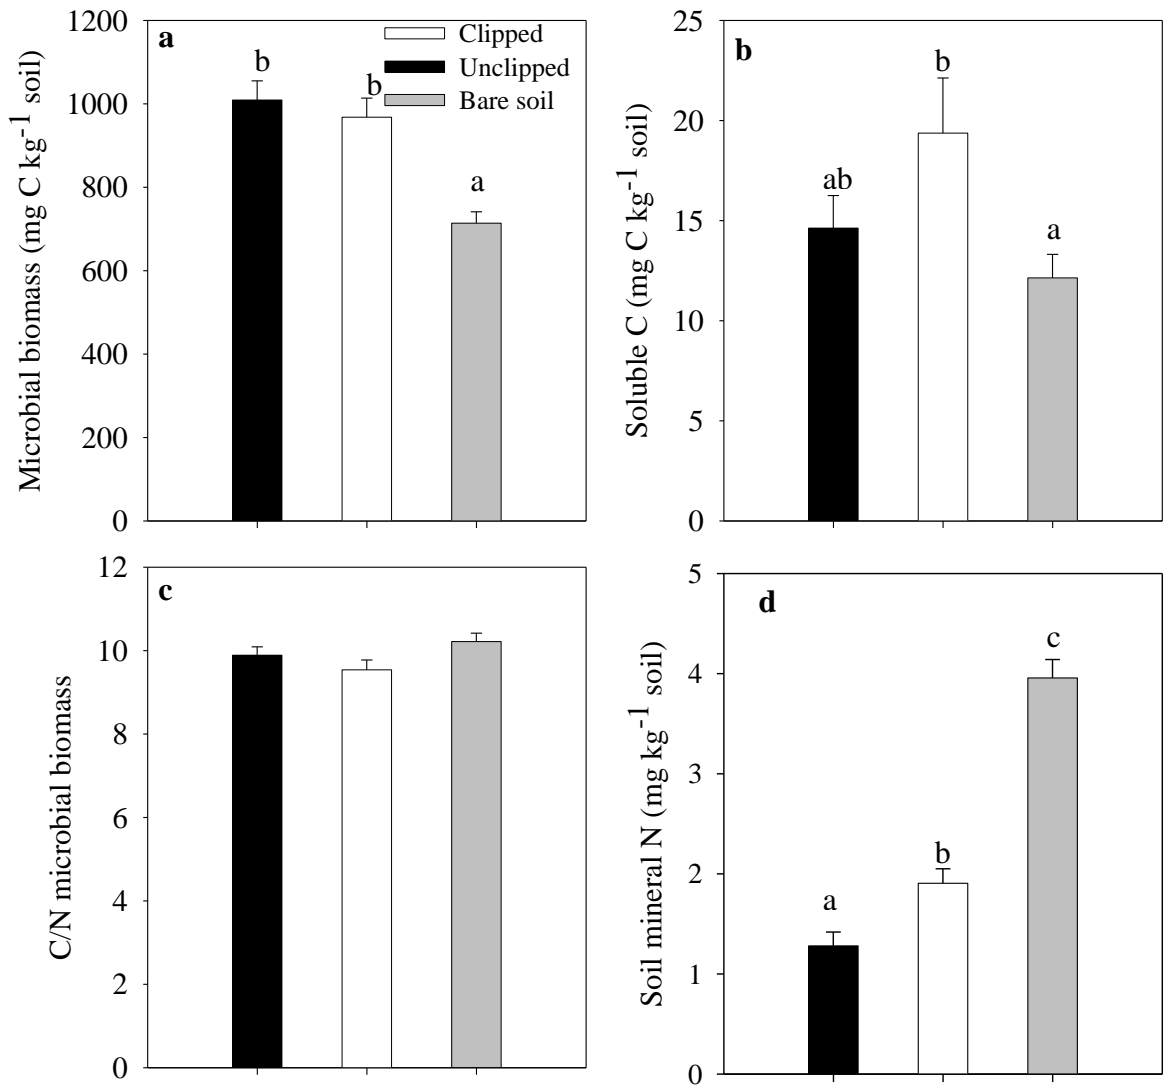 a
Clipped
Unclipped
Bare soil
b
b
a
1200
1000
800
600
400
200
0
Microbial biomass (mg C kg⁻¹ soil)
b
ab
b
a
25
20
15
10
5
0
Soluble C (mg C kg⁻¹ soil)
c
12
10
8
6
4
2
0
C/N microbial biomass
d
a
b
c
5
4
3
2
1
0
Soil mineral N (mg kg⁻¹ soil)